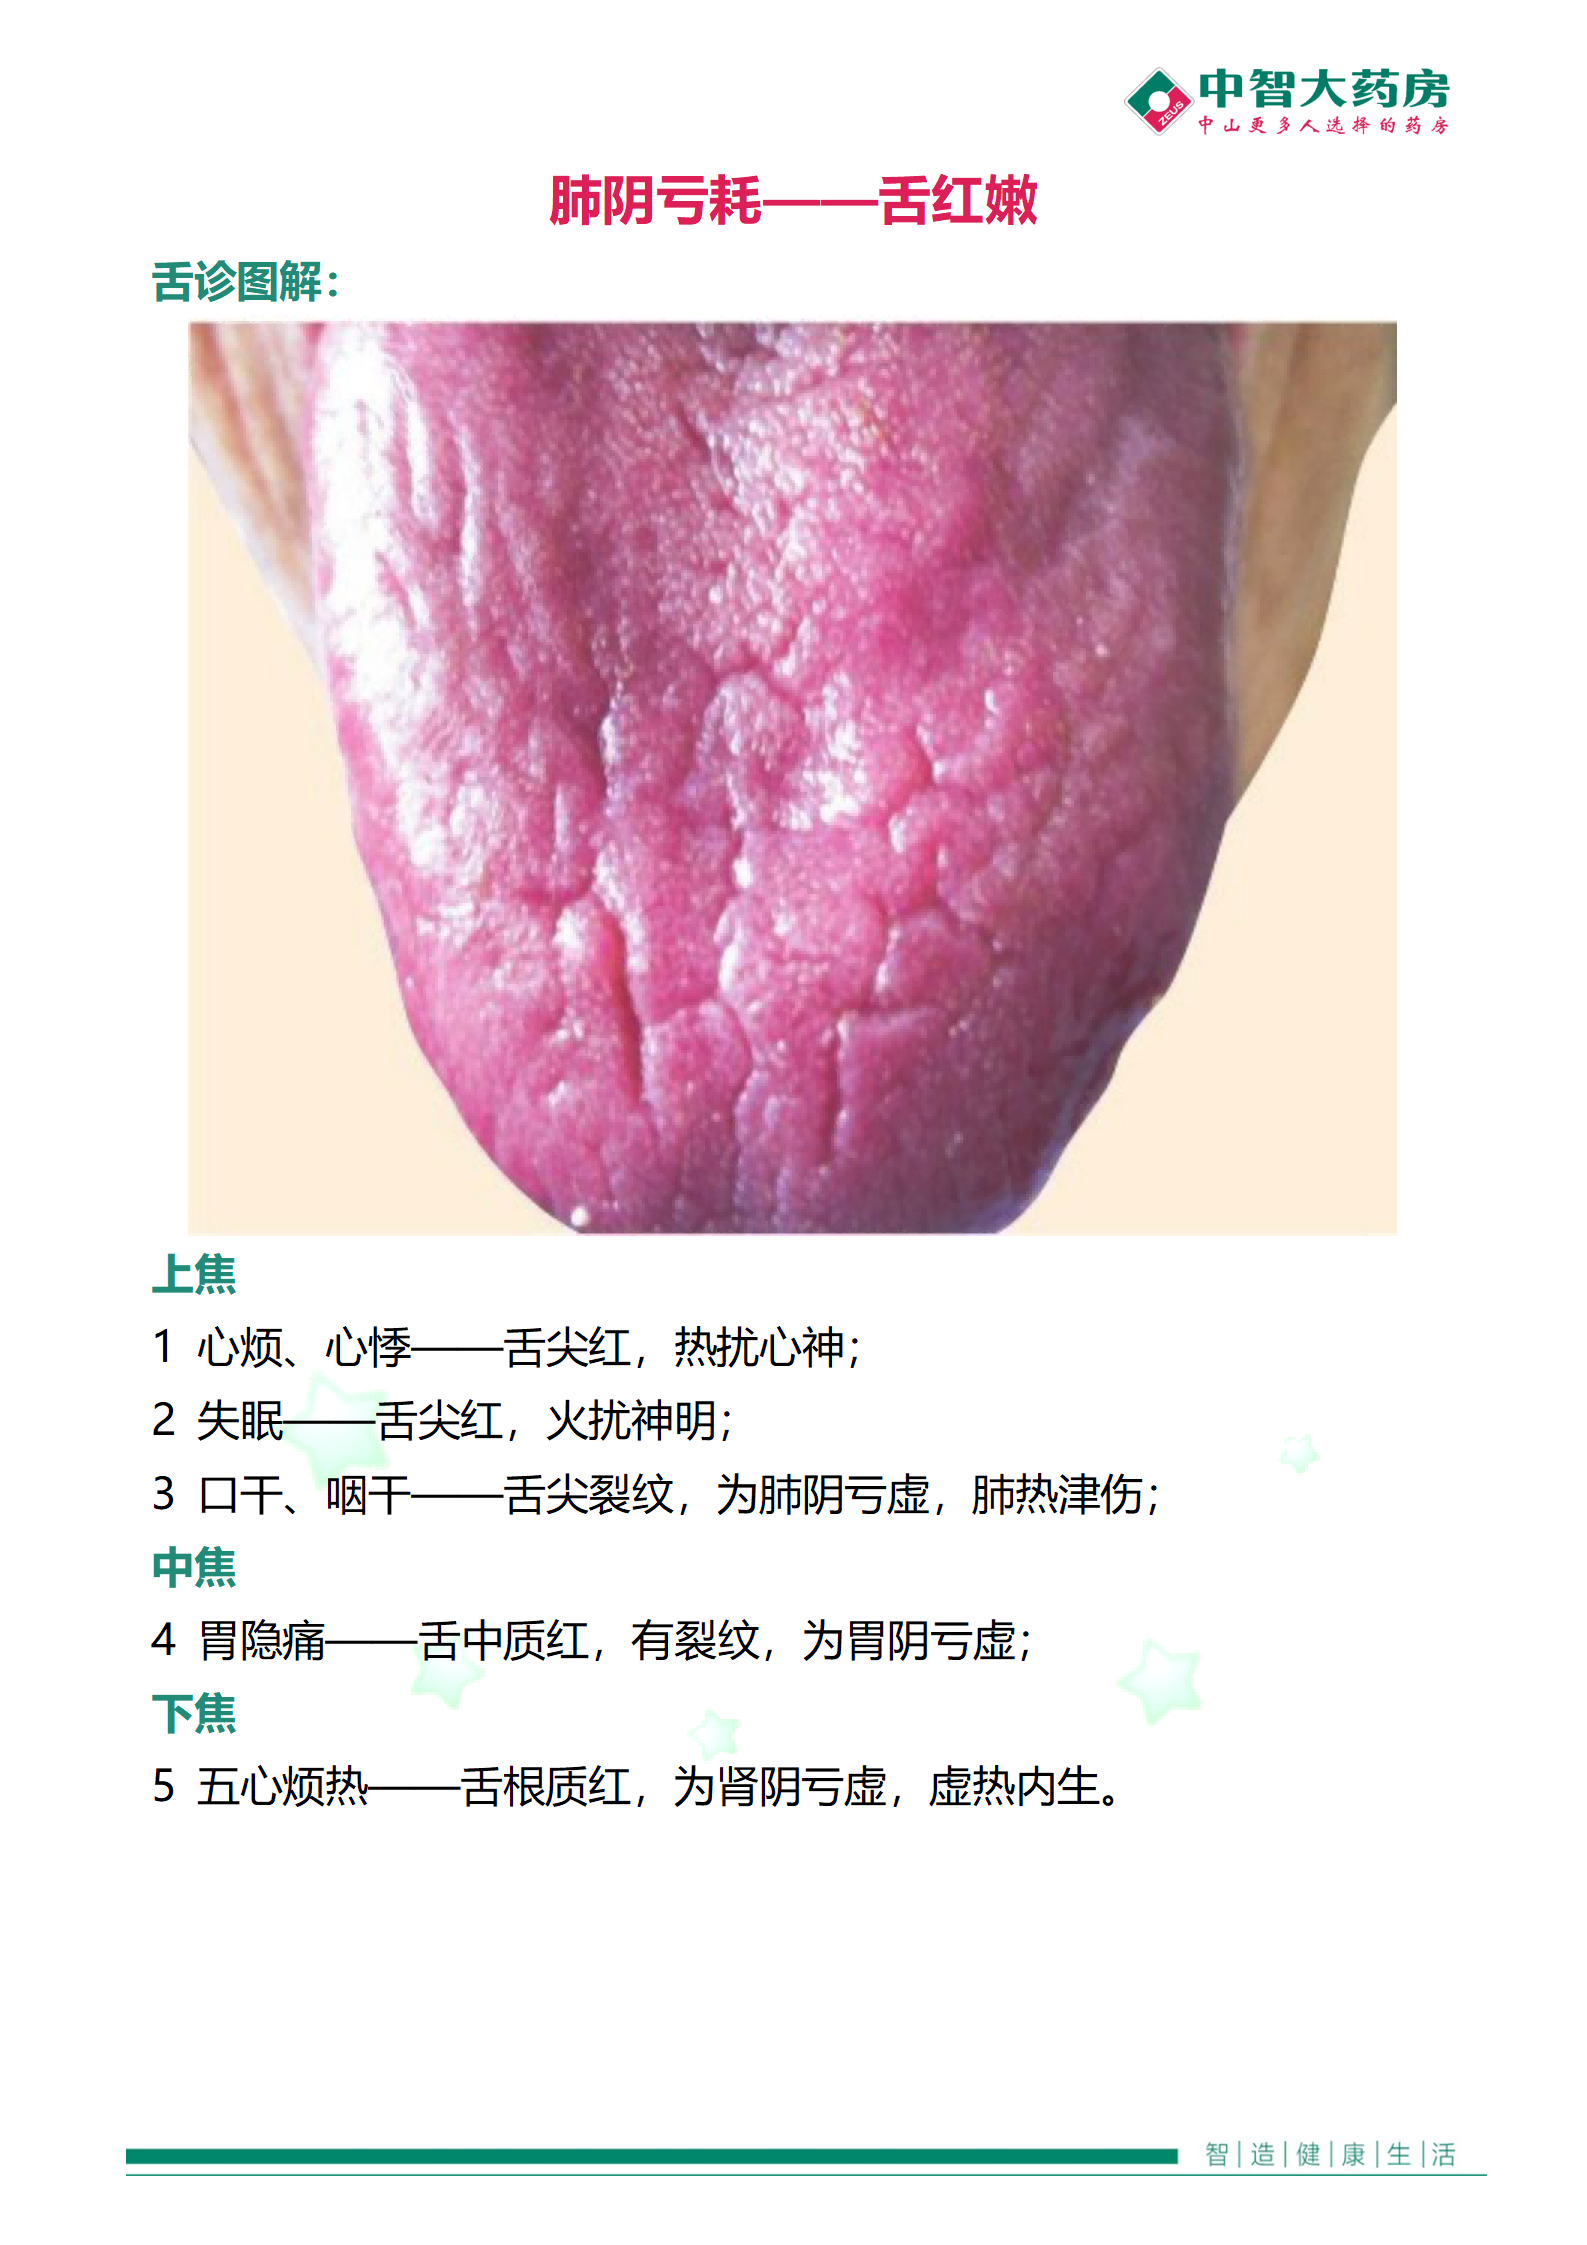 ZEUS
中智大药房
中山更多人选择的药房
肺阴亏耗——舌红嫩
舌诊图解：
上焦
1 心烦、心悸——舌尖红，热扰心神；
2 失眠——舌尖红，火扰神明；
3 口干、咽干——舌尖裂纹，为肺阴亏虚，肺热津伤；
中焦
4 胃隐痛——舌中质红，有裂纹，为胃阴亏虚；
下焦
5 五心烦热——舌根质红，为肾阴亏虚，虚热内生。
智|造|健|康|生|活